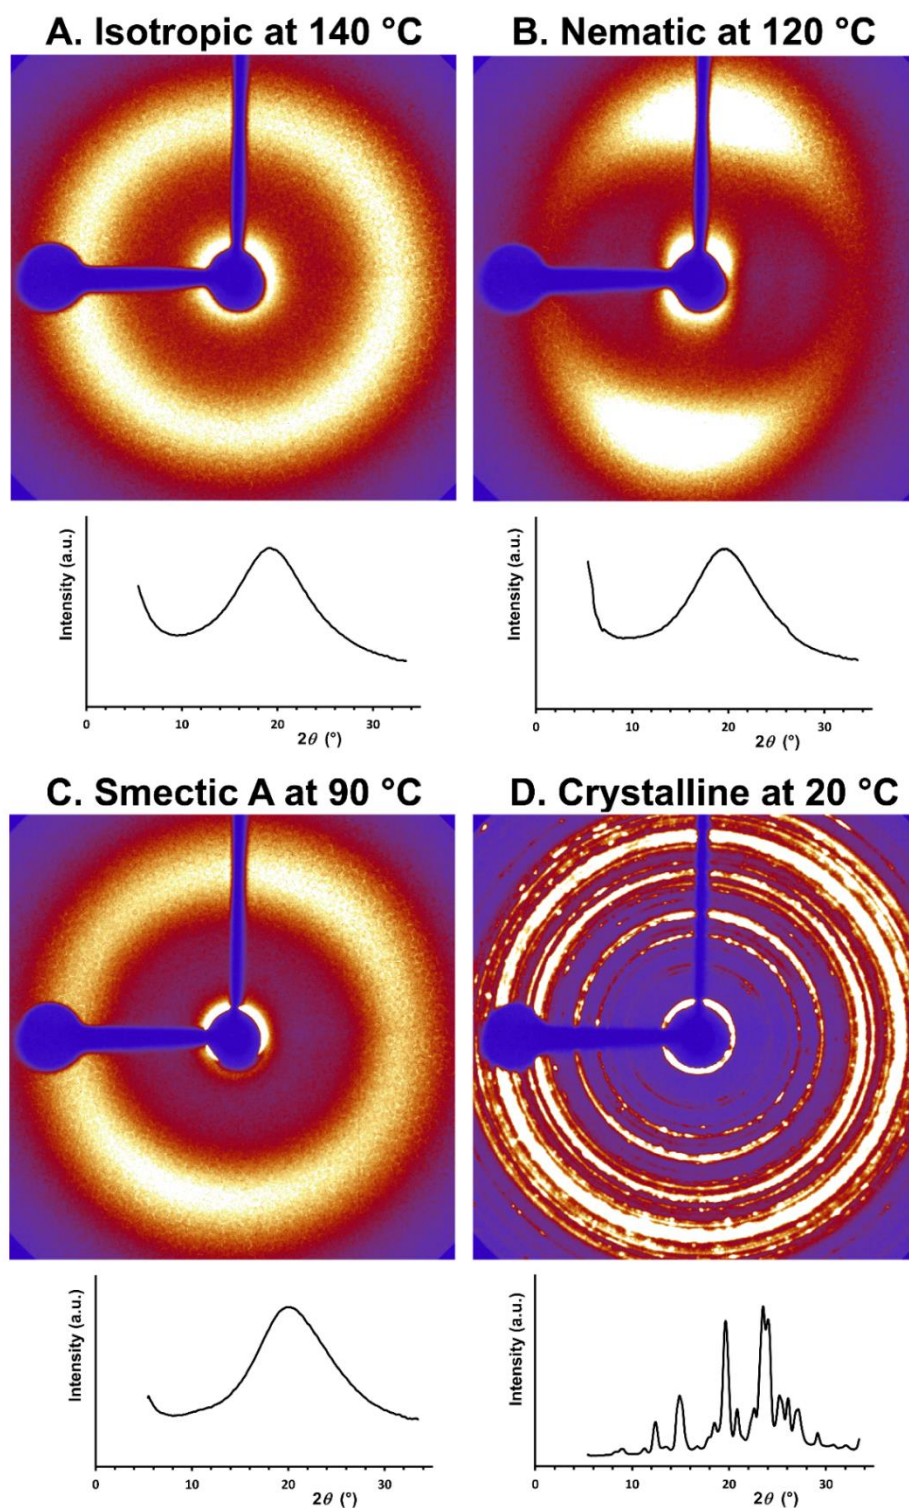 A. Isotropic at 140 °C
B. Nematic at 120 °C
Intensity (a.u.)
0 10 20 30
2θ (°)
Intensity (a.u.)
0 10 20 30
2θ (°)
C. Smectic A at 90 °C
D. Crystalline at 20 °C
Intensity (a.u.)
0 10 20 30
2θ (°)
Intensity (a.u.)
0 10 20 30
2θ (°)